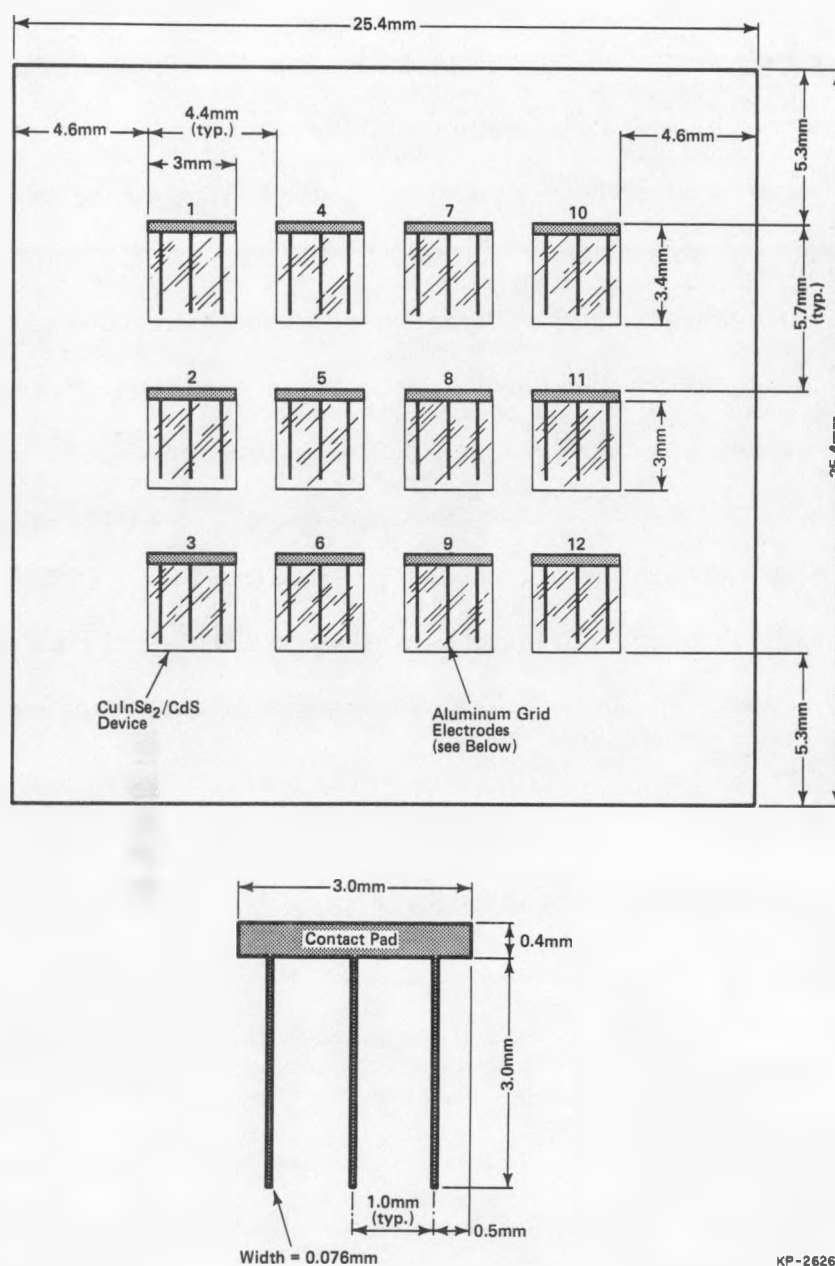 25.4mm
4.6mm
4.4mm
(typ.)
3mm
4.6mm
5.3mm
1
4
7
10
3.4mm
5.7mm
(typ.)
2
5
8
11
3mm
25.4mm
3
6
9
12
CuInSe2/CdS
Device
Aluminum Grid
Electrodes
(see Below)
5.3mm
3.0mm
Contact Pad
0.4mm
3.0mm
1.0mm
(typ.)
0.5mm
Width = 0.076mm
KP-2626